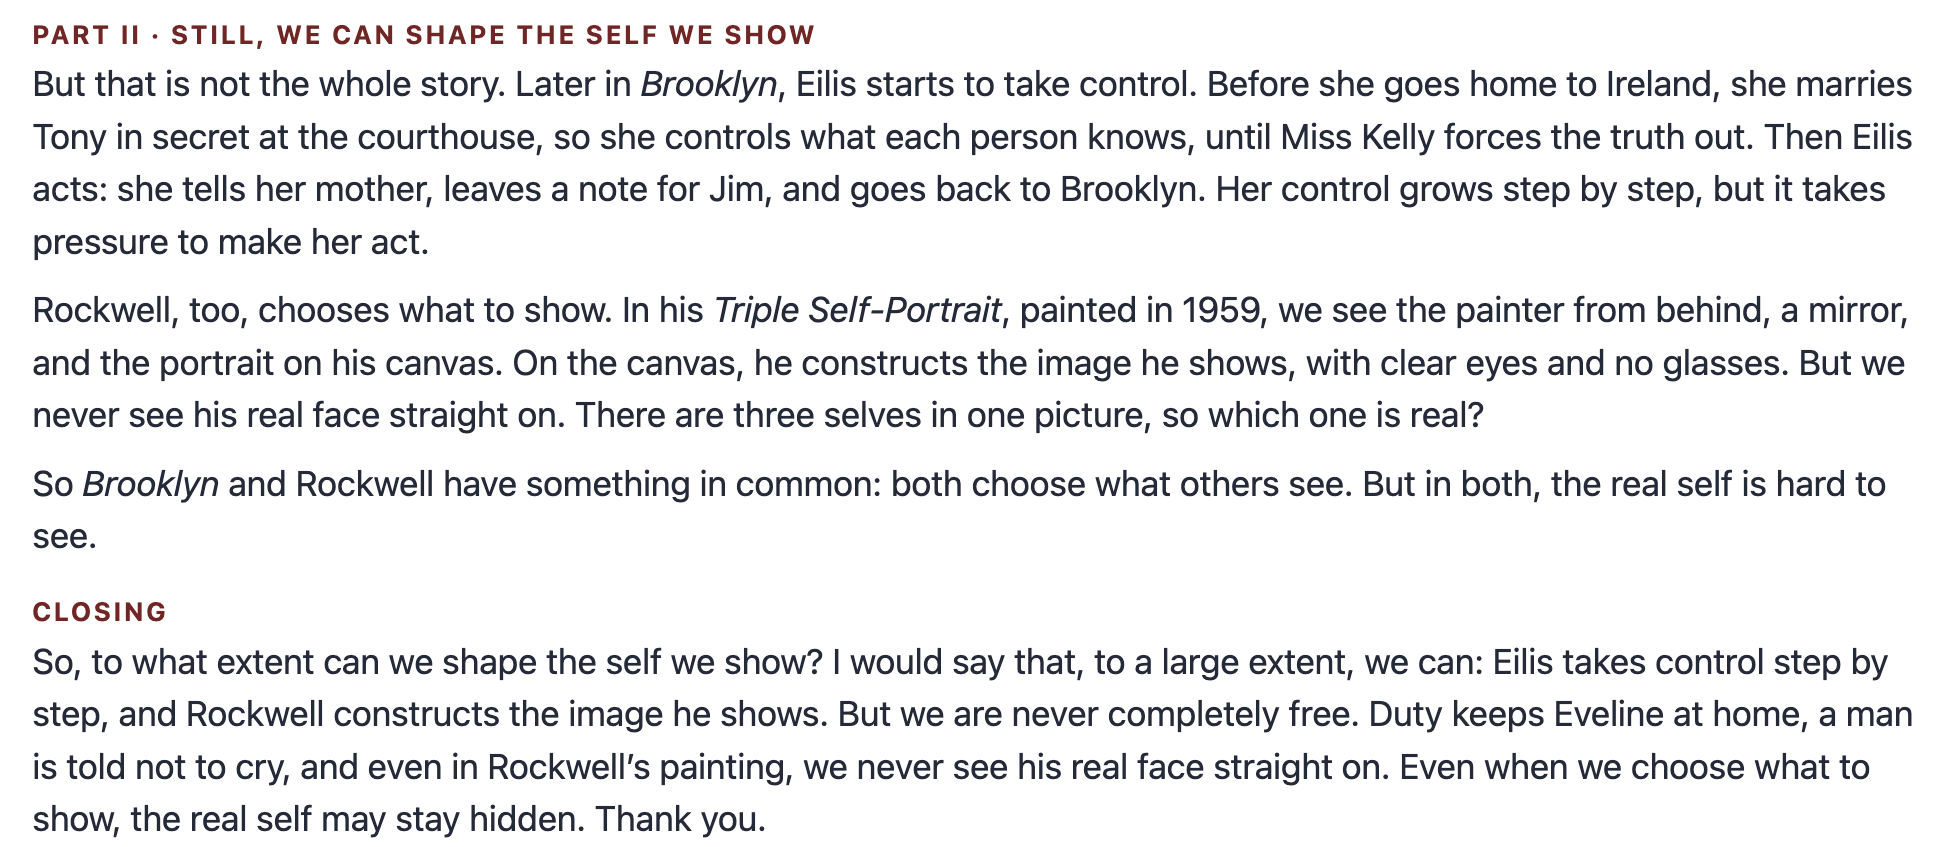 PART II · STILL, WE CAN SHAPE THE SELF WE SHOW
But that is not the whole story. Later in Brooklyn, Eilis starts to take control. Before she goes home to Ireland, she marries
Tony in secret at the courthouse, so she controls what each person knows, until Miss Kelly forces the truth out. Then Eilis
acts: she tells her mother, leaves a note for Jim, and goes back to Brooklyn. Her control grows step by step, but it takes
pressure to make her act.
Rockwell, too, chooses what to show. In his Triple Self-Portrait, painted in 1959, we see the painter from behind, a mirror,
and the portrait on his canvas. On the canvas, he constructs the image he shows, with clear eyes and no glasses. But we
never see his real face straight on. There are three selves in one picture, so which one is real?
So Brooklyn and Rockwell have something in common: both choose what others see. But in both, the real self is hard to
see.
CLOSING
So, to what extent can we shape the self we show? I would say that, to a large extent, we can: Eilis takes control step by
step, and Rockwell constructs the image he shows. But we are never completely free. Duty keeps Eveline at home, a man
is told not to cry, and even in Rockwell’s painting, we never see his real face straight on. Even when we choose what to
show, the real self may stay hidden. Thank you.